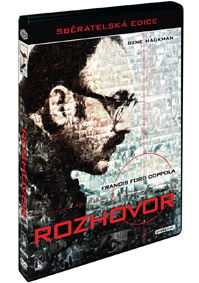 SBĚRATELSKÁ EDICE
GENE HACKMAN
FRANCIS FORD COPPOLA
ROZHOVOR